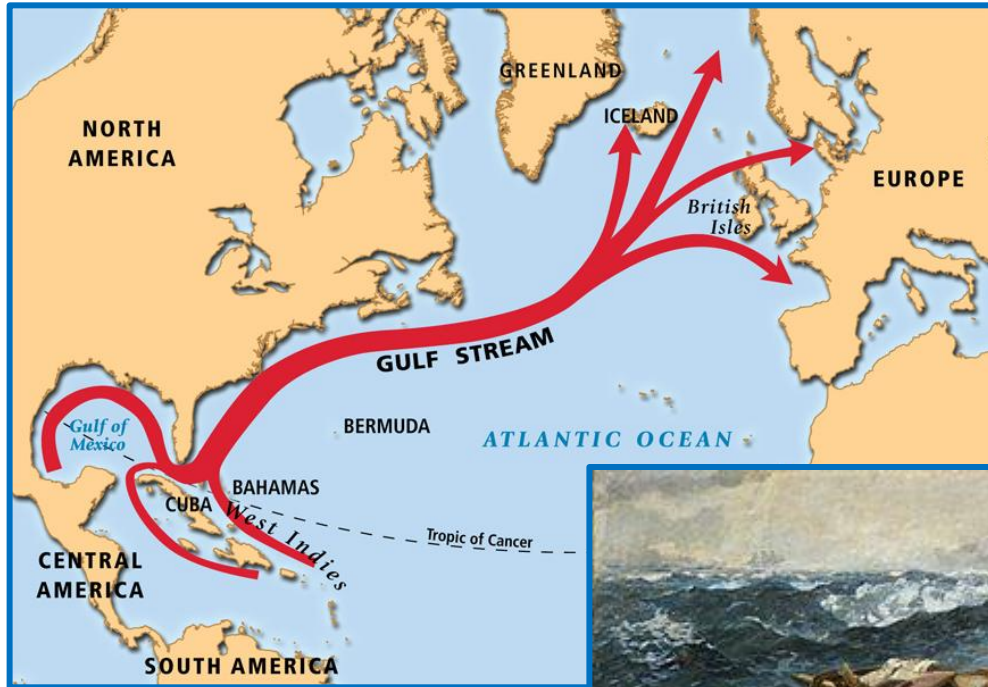 GREENLAND
ICELAND
NORTH
AMERICA
EUROPE
British
Isles
GULF STREAM
Gulf of
Mexico
BERMUDA
ATLANTIC OCEAN
BAHAMAS
CUBA
West Indies
Tropic of Cancer
CENTRAL
AMERICA
SOUTH AMERICA